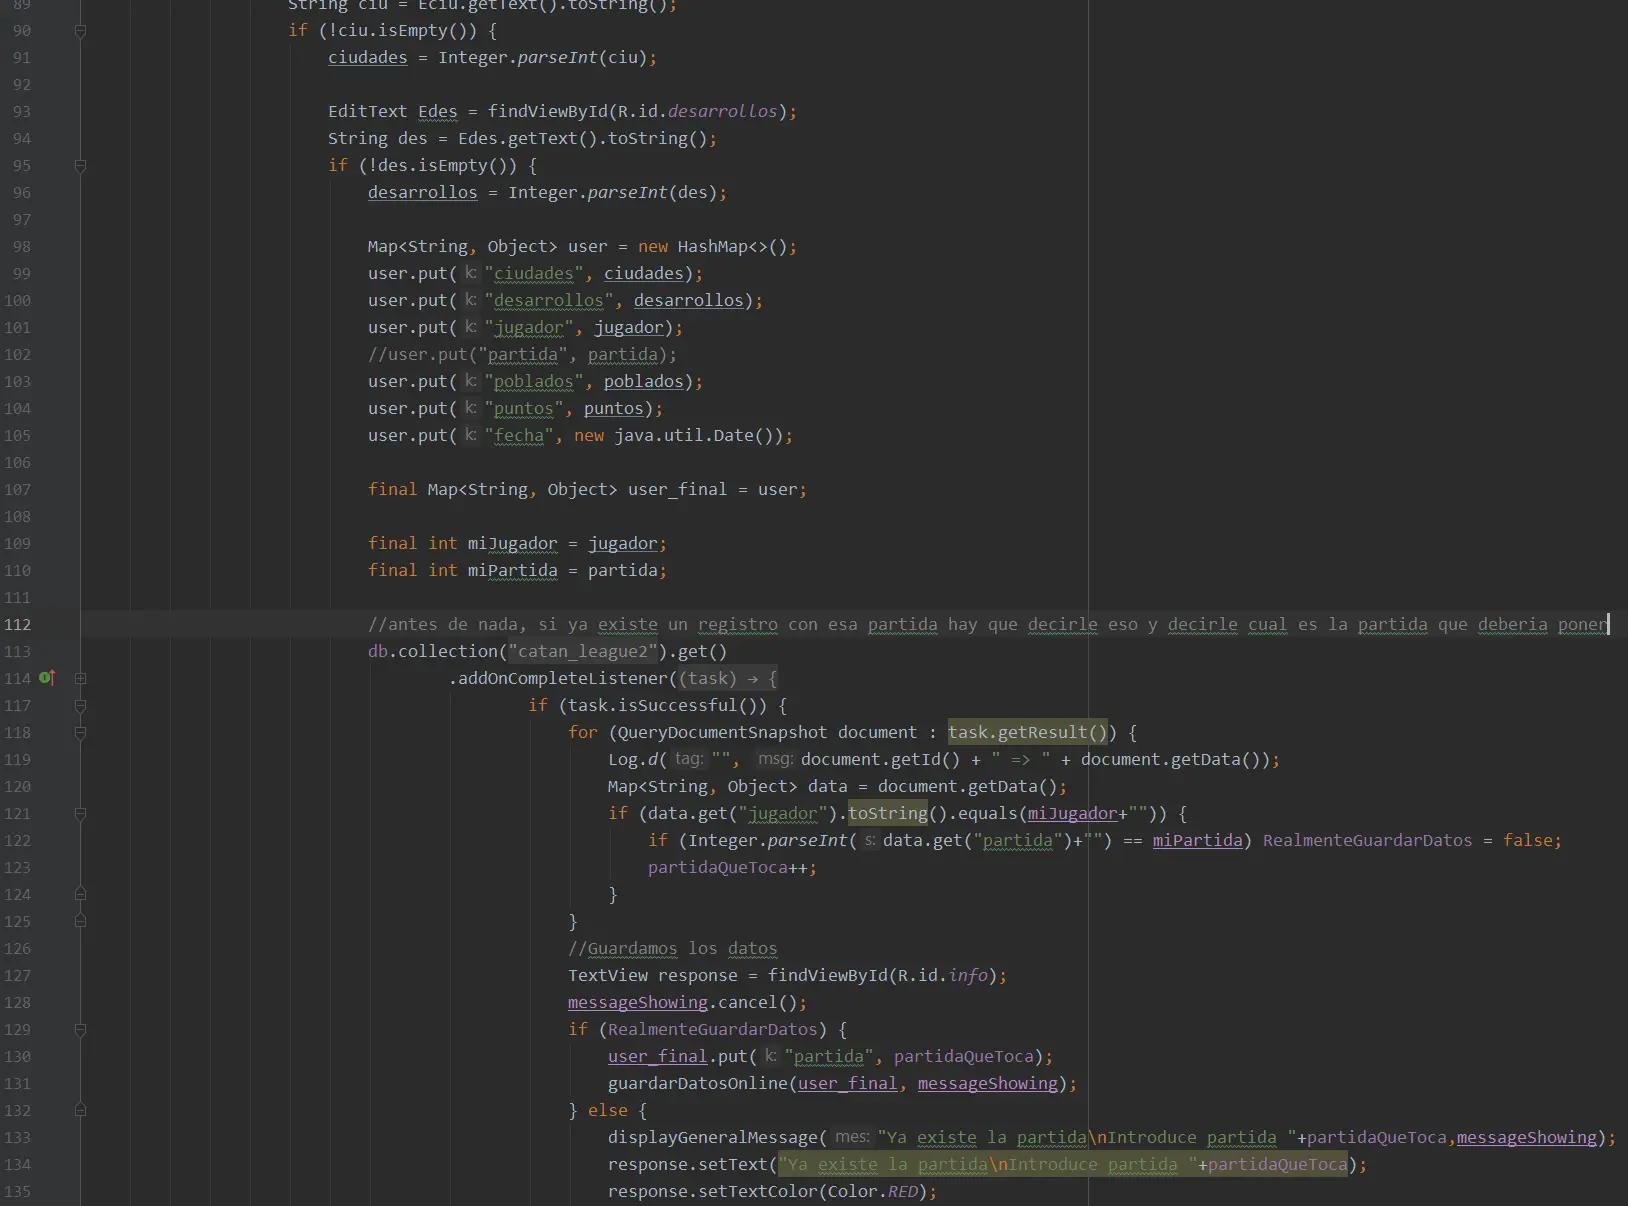 89 String ciu = Eciu.getText().toString();
90 if (!ciu.isEmpty()) {
91 ciudades = Integer.parseInt(ciu);
92
93 EditText Edes = findViewById(R.id.desarrollos);
94 String des = Edes.getText().toString();
95 if (!des.isEmpty()) {
96 desarrollos = Integer.parseInt(des);
97
98 Map<String, Object> user = new HashMap<>();
99 user.put( k: "ciudades", ciudades);
100 user.put( k: "desarrollos", desarrollos);
101 user.put( k: "jugador", jugador);
102 //user.put("partida", partida);
103 user.put( k: "poblados", poblados);
104 user.put( k: "puntos", puntos);
105 user.put( k: "fecha", new java.util.Date());
106
107 final Map<String, Object> user_final = user;
108
109 final int miJugador = jugador;
110 final int miPartida = partida;
111
112 //antes de nada, si ya existe un registro con esa partida hay que decirle eso y decirle cual es la partida que deberia poner
113 db.collection("catan_league2").get()
114 .addOnCompleteListener((task) → {
117 if (task.isSuccessful()) {
118 for (QueryDocumentSnapshot document : task.getResult()) {
119 Log.d( tag: "", msg: document.getId() + " => " + document.getData());
120 Map<String, Object> data = document.getData();
121 if (data.get("jugador").toString().equals(miJugador+"")) {
122 if (Integer.parseInt( s: data.get("partida")+"") == miPartida) RealmenteGuardarDatos = false;
123 partidaQueToca++;
124 }
125 }
126 //Guardamos los datos
127 TextView response = findViewById(R.id.info);
128 messageShowing.cancel();
129 if (RealmenteGuardarDatos) {
130 user_final.put( k: "partida", partidaQueToca);
131 guardarDatosOnline(user_final, messageShowing);
132 } else {
133 displayGeneralMessage( mes: "Ya existe la partida\nIntroduce partida "+partidaQueToca,messageShowing);
134 response.setText("Ya existe la partida\nIntroduce partida "+partidaQueToca);
135 response.setTextColor(Color.RED);